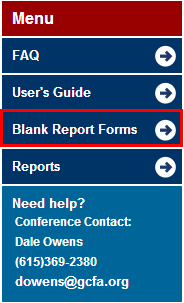 Menu
FAQ
User's Guide
Blank Report Forms
Reports
Need help?
Conference Contact:
Dale Owens
(615)369-2380
dowens@gcfa.org